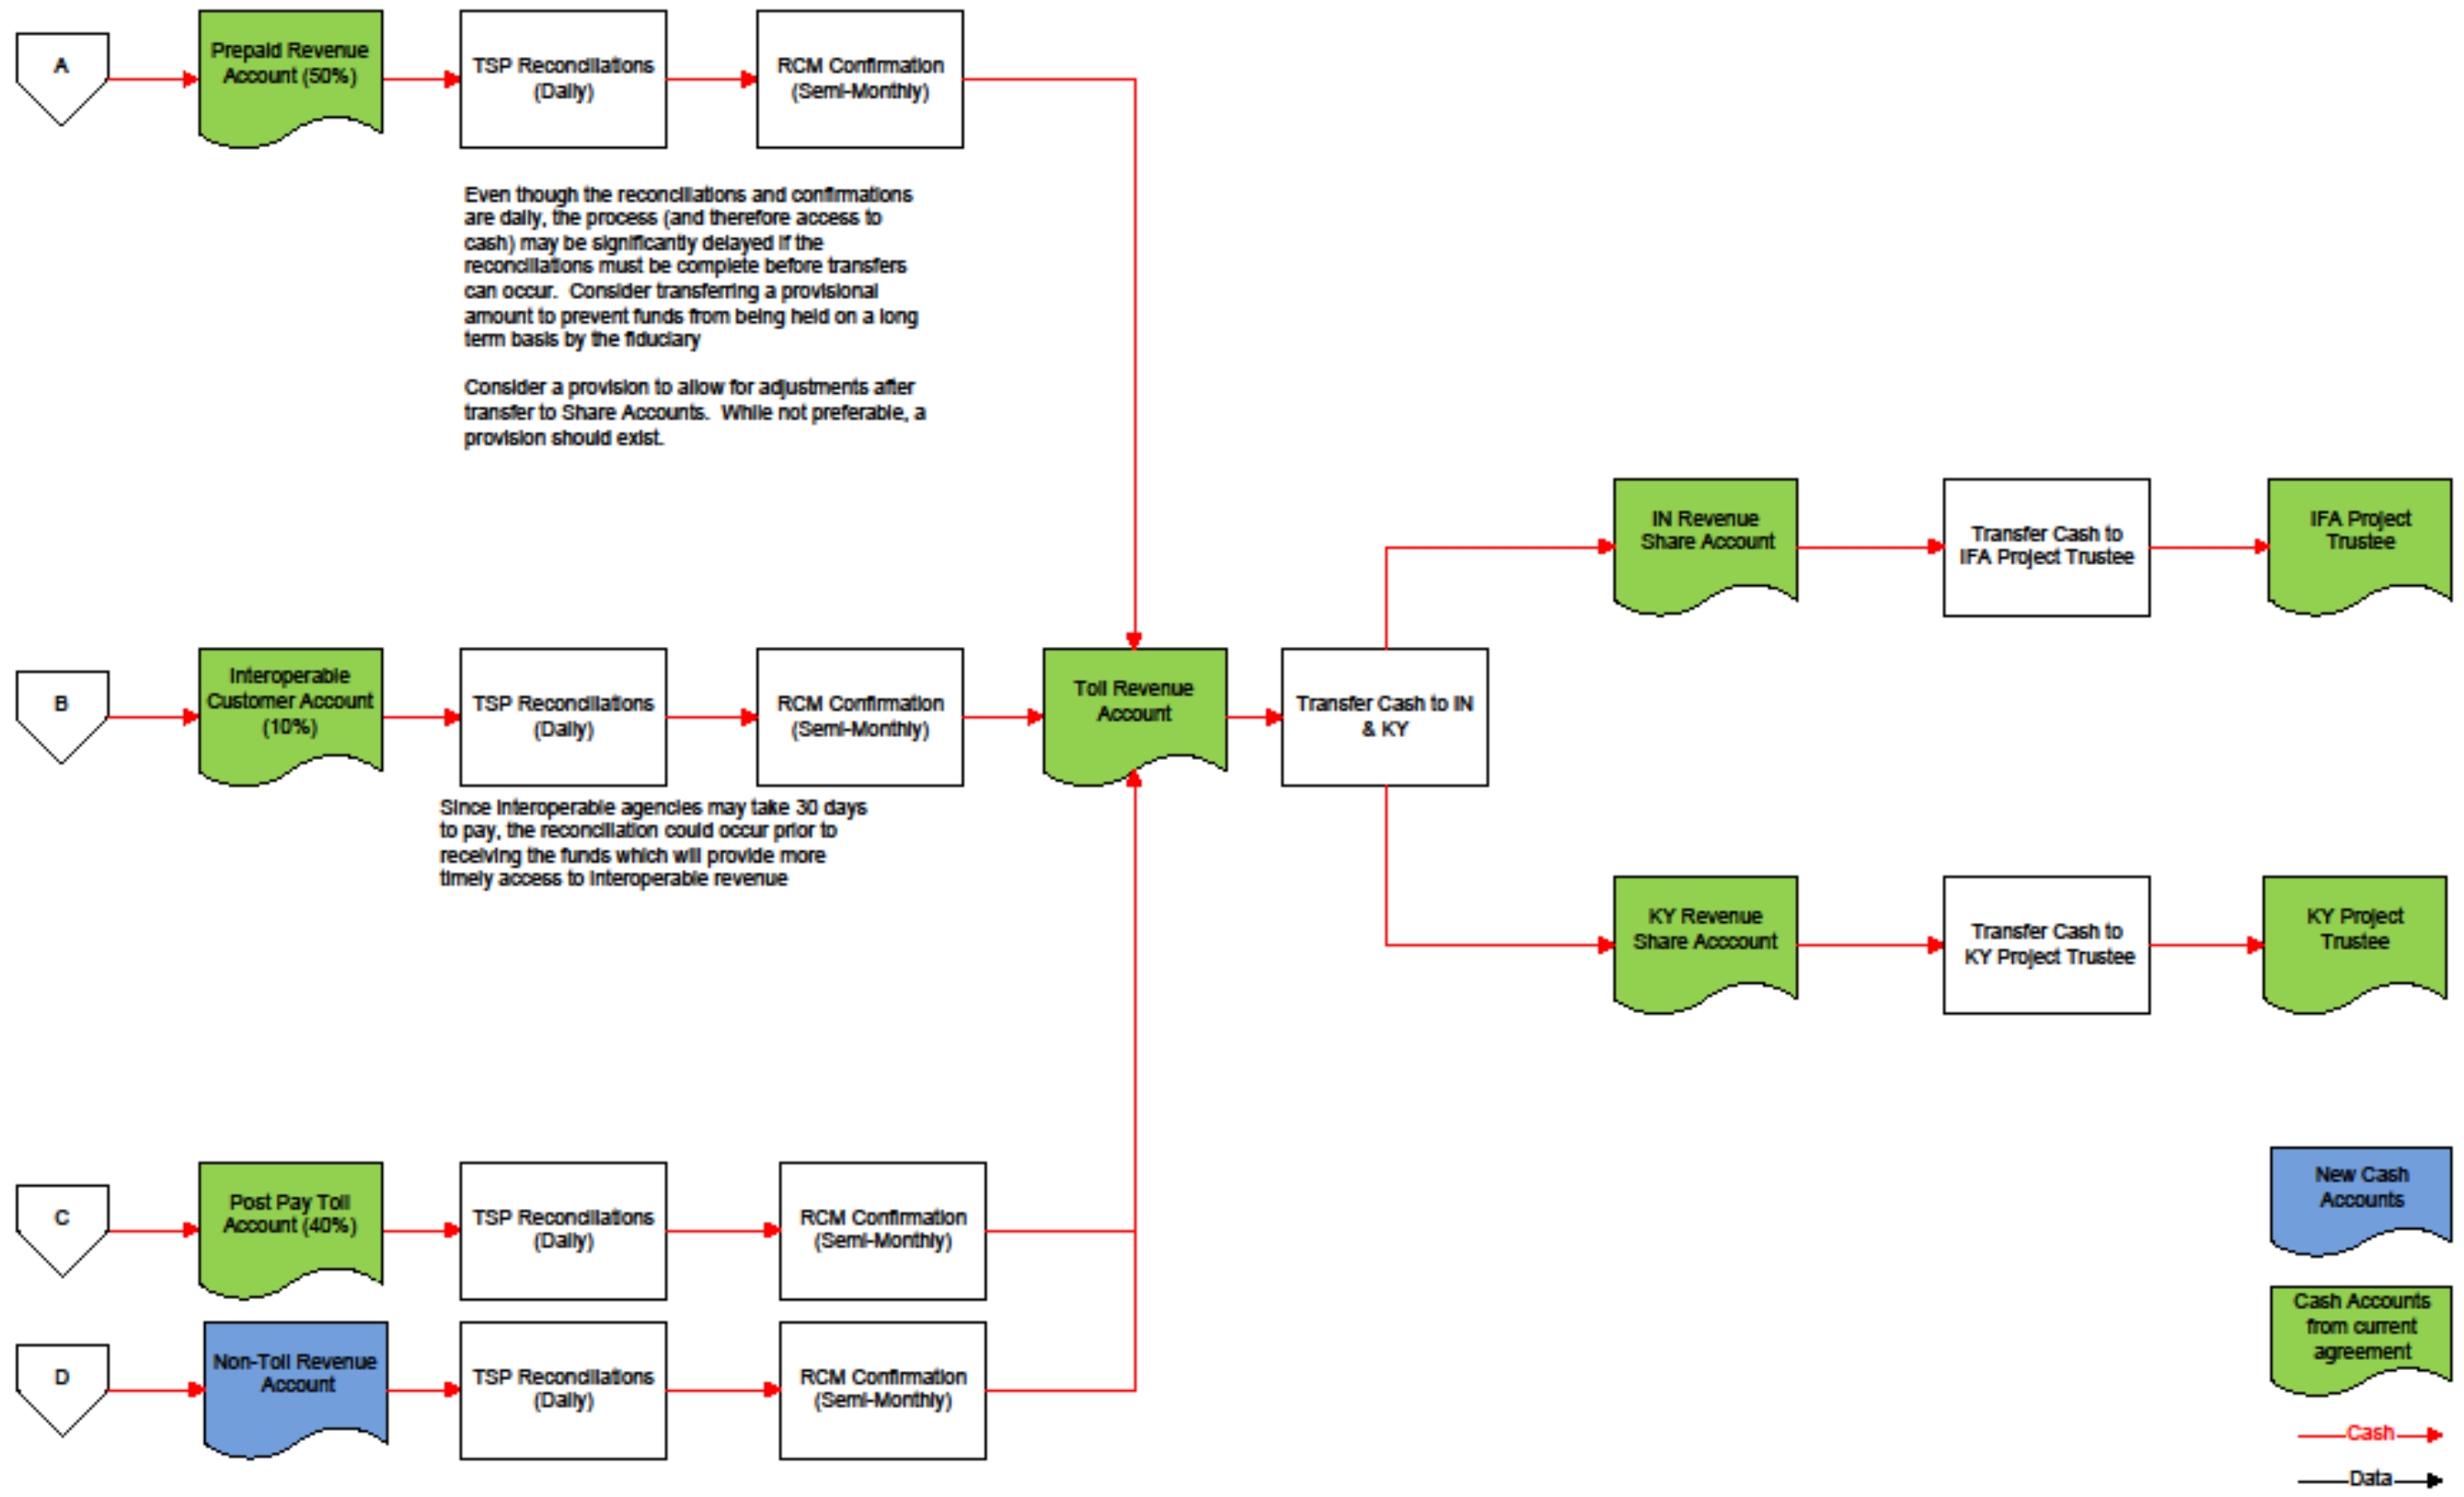 A
Prepaid Revenue
Account (50%)
TSP Reconciliations
(Daily)
RCM Confirmation
(Semi-Monthly)
Even though the reconciliations and confirmations
are daily, the process (and therefore access to
cash) may be significantly delayed if the
reconciliations must be complete before transfers
can occur.  Consider transferring a provisional
amount to prevent funds from being held on a long
term basis by the fiduciary
Consider a provision to allow for adjustments after
transfer to Share Accounts.  While not preferable, a
provision should exist.
IN Revenue
Share Account
Transfer Cash to
IFA Project Trustee
IFA Project
Trustee
B
Interoperable
Customer Account
(10%)
TSP Reconciliations
(Daily)
RCM Confirmation
(Semi-Monthly)
Toll Revenue
Account
Transfer Cash to IN
& KY
Since interoperable agencies may take 30 days
to pay, the reconciliation could occur prior to
receiving the funds which will provide more
timely access to interoperable revenue
KY Revenue
Share Acccount
Transfer Cash to
KY Project Trustee
KY Project
Trustee
C
Post Pay Toll
Account (40%)
TSP Reconciliations
(Daily)
RCM Confirmation
(Semi-Monthly)
D
Non-Toll Revenue
Account
TSP Reconciliations
(Daily)
RCM Confirmation
(Semi-Monthly)
New Cash
Accounts
Cash Accounts
from current
agreement
Cash
Data